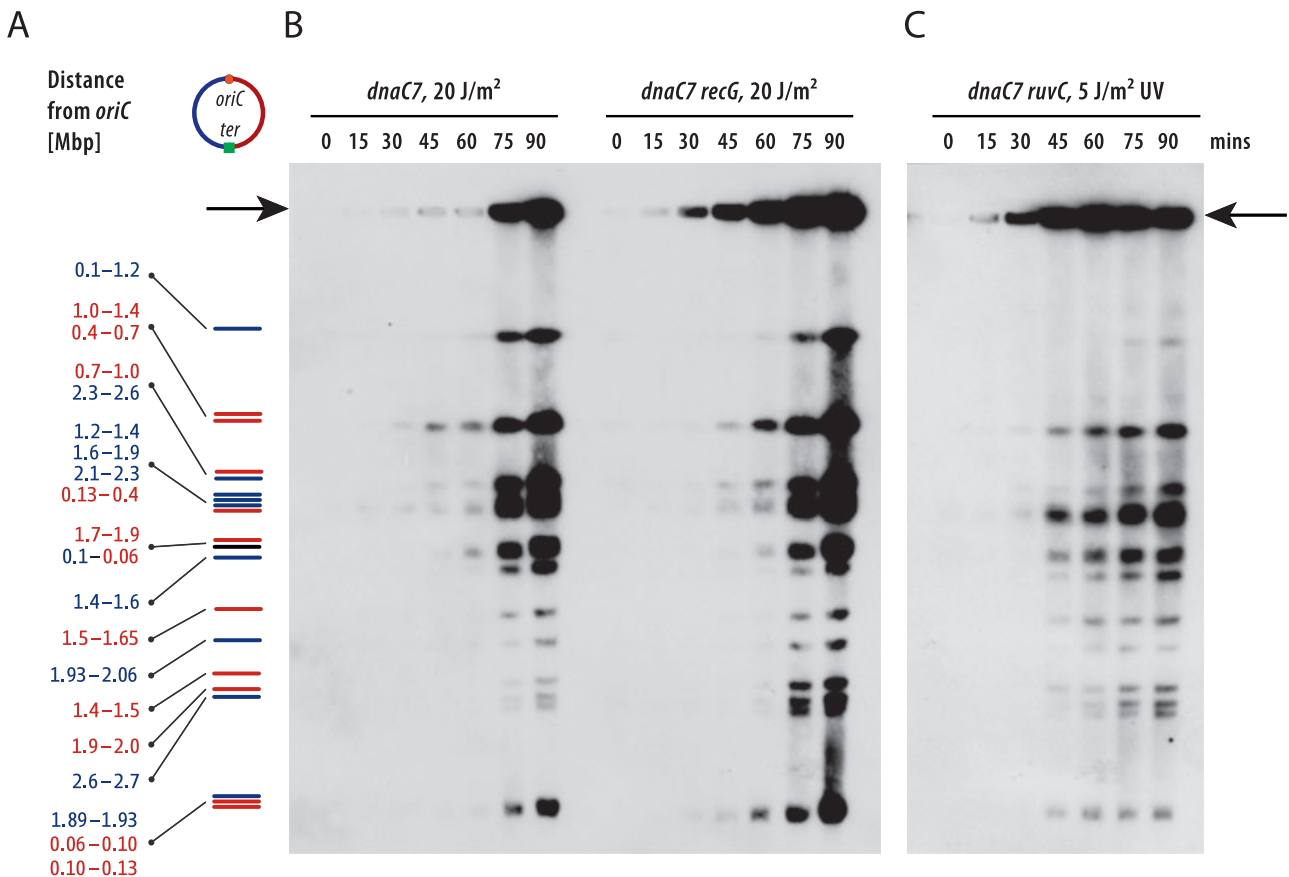 A
B
C
Distance
from oriC
[Mbp]
oriC
ter
dnaC7, 20 J/m²
dnaC7 recG, 20 J/m²
dnaC7 ruvC, 5 J/m² UV
0 15 30 45 60 75 90
0 15 30 45 60 75 90
0 15 30 45 60 75 90 mins
0.1–1.2
1.0–1.4
0.4–0.7
0.7–1.0
2.3–2.6
1.2–1.4
1.6–1.9
2.1–2.3
0.13–0.4
1.7–1.9
0.1–0.06
1.4–1.6
1.5–1.65
1.93–2.06
1.4–1.5
1.9–2.0
2.6–2.7
1.89–1.93
0.06–0.10
0.10–0.13